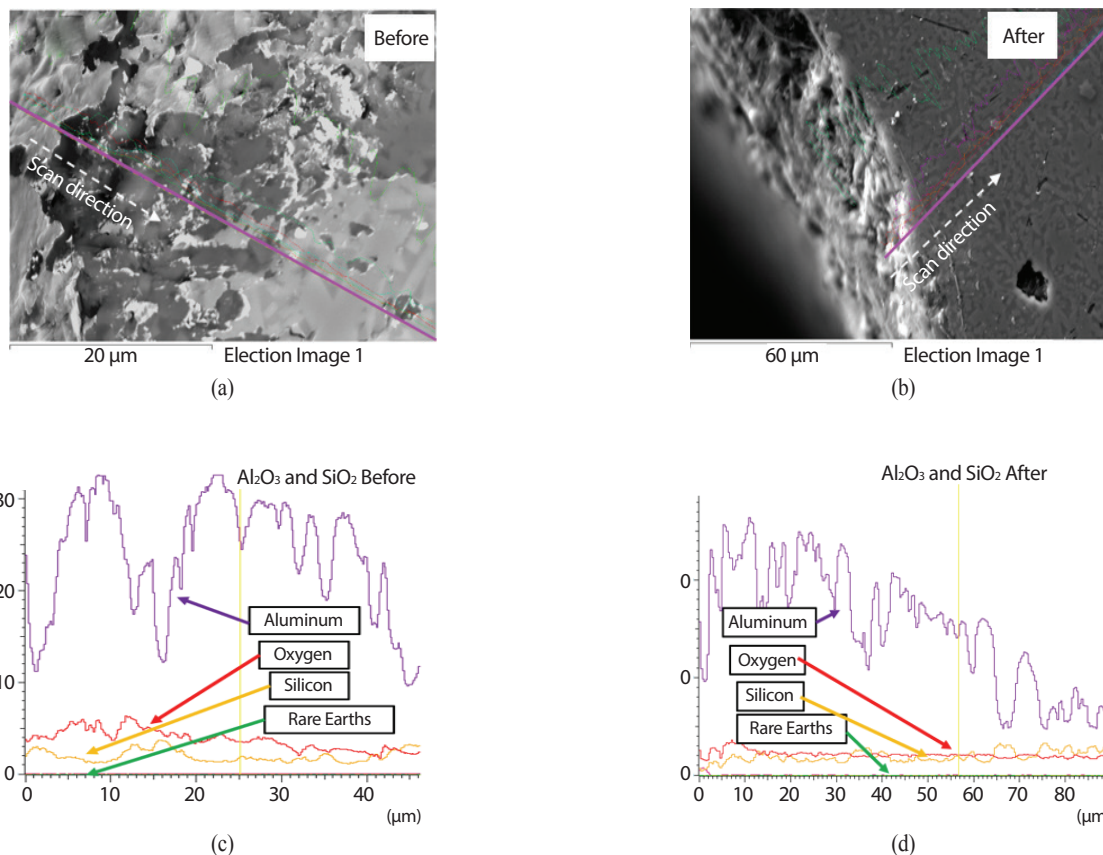 Before
Scan direction
20 µm
Election Image 1
(a)
After
Scan direction
60 µm
Election Image 1
(b)
Al₂O₃ and SiO₂ Before
30
20
10
0
Aluminum
Oxygen
Silicon
Rare Earths
0 10 20 30 40
(µm)
(c)
Al₂O₃ and SiO₂ After
0
0
0
Aluminum
Oxygen
Silicon
Rare Earths
0 10 20 30 40 50 60 70 80
(µm
(d)